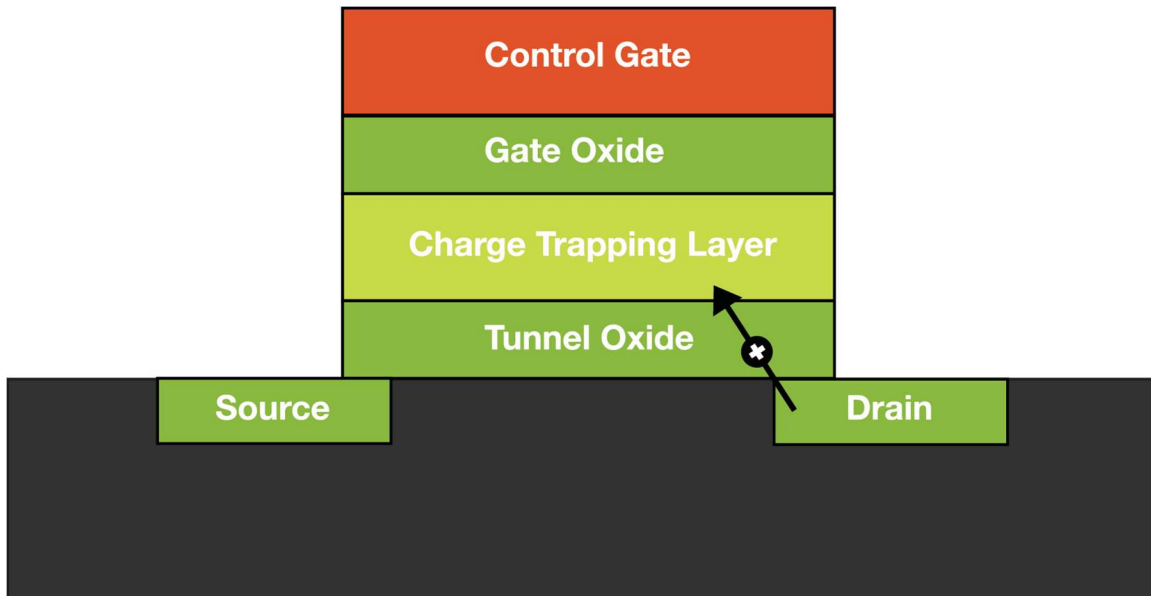 Control Gate
Gate Oxide
Charge Trapping Layer
Tunnel Oxide
Source
Drain